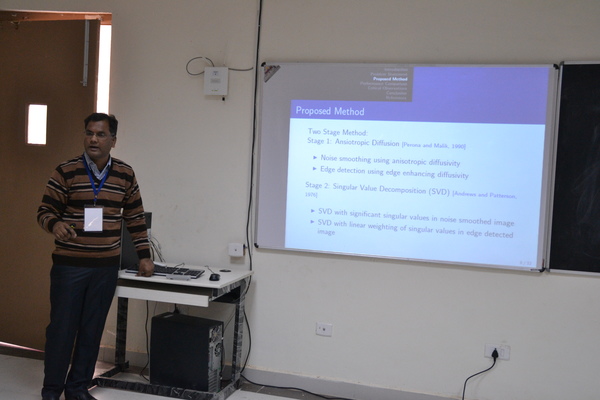 Proposed Method
Proposed Method
Two Stage Method:
Stage 1: Ansiotropic Diffusion [Perona and Malik, 1990]
▶ Noise smoothing using anisotropic diffusivity
▶ Edge detection using edge enhancing diffusivity
Stage 2: Singular Value Decomposition (SVD) [Andrews and Patterson,
1976]
▶ SVD with significant singular values in noise smoothed image
▶ SVD with linear weighting of singular values in edge detected
image